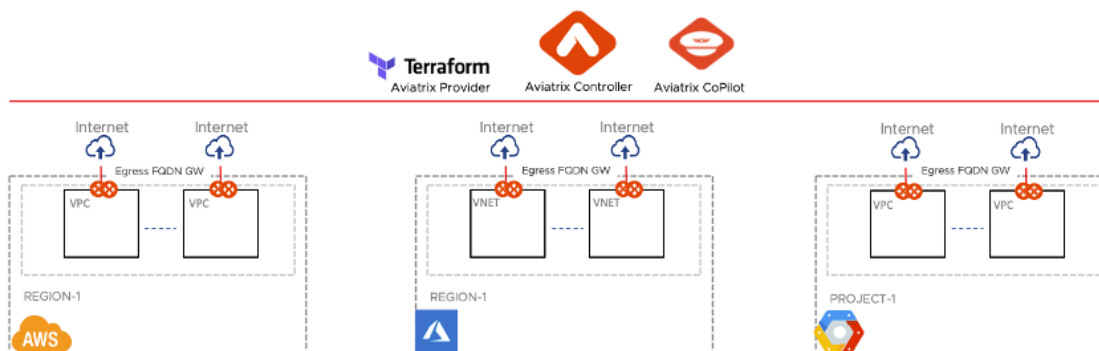 Terraform
Aviatrix Provider
Aviatrix Controller
Aviatrix CoPilot
Internet
Internet
Egress FQDN GW
VPC
VPC
REGION-1
AWS
Internet
Internet
Egress FQDN GW
VNET
VNET
REGION-1
Internet
Internet
Egress FQDN GW
VPC
VPC
PROJECT-1